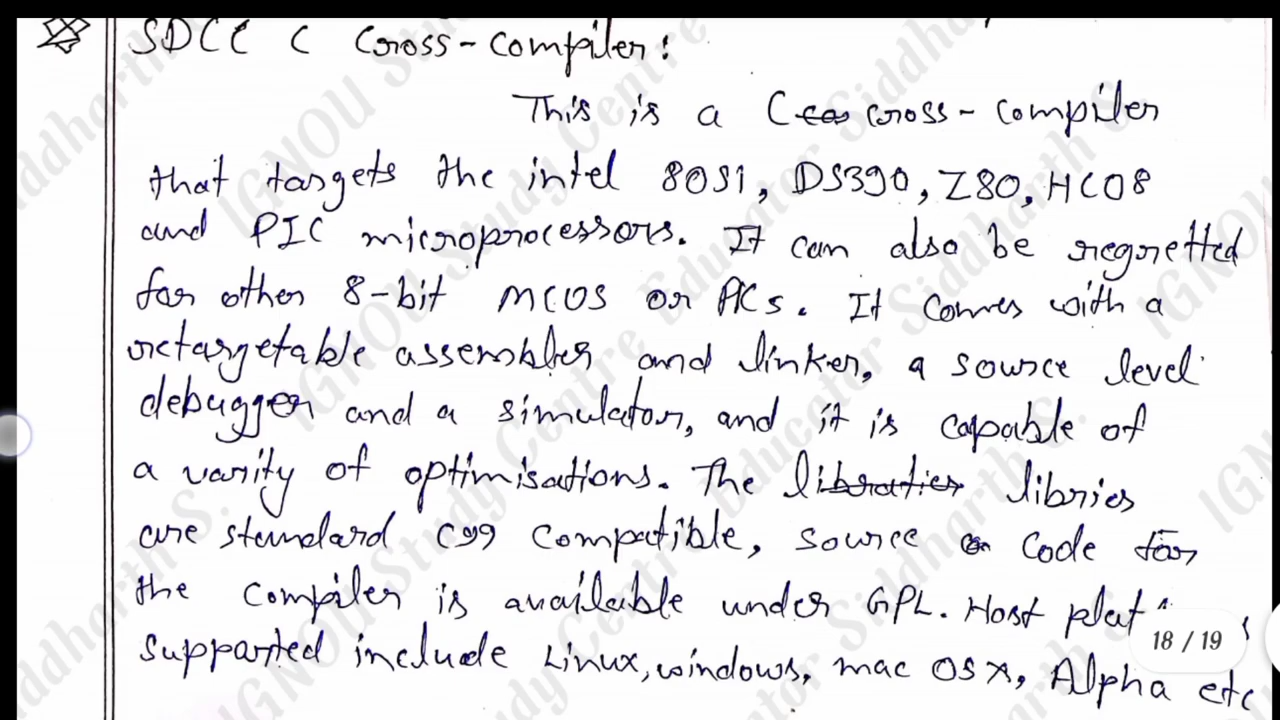 SDCC C Cross-compiler:
This is a C cross-compiler
that targets the intel 8051, DS390, Z80, HC08
and PIC microprocessors. It can also be regretted
for other 8-bit MCOS or PICs. It comes with a
retargetable assembler and linker, a source level
debugger and a simulator, and it is capable of
a varity of optimisations. The libraries libries
are standard C99 compatible, source code for
the compiler is available under GPL. Host plat
supported include Linux, windows, mac OSX, Alpha etc
18 / 19